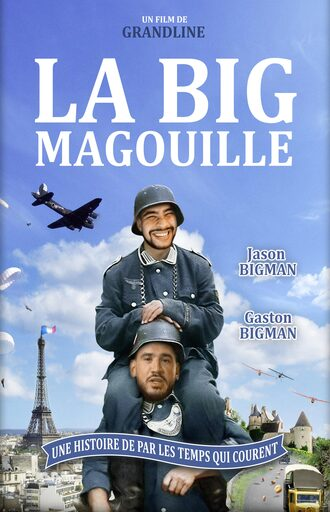 UN FILM DE
GRANDLINE
LA BIG
MAGOUILLE
Jason
BIGMAN
Gaston
BIGMAN
UNE HISTOIRE DE PAR LES TEMPS QUI COURENT